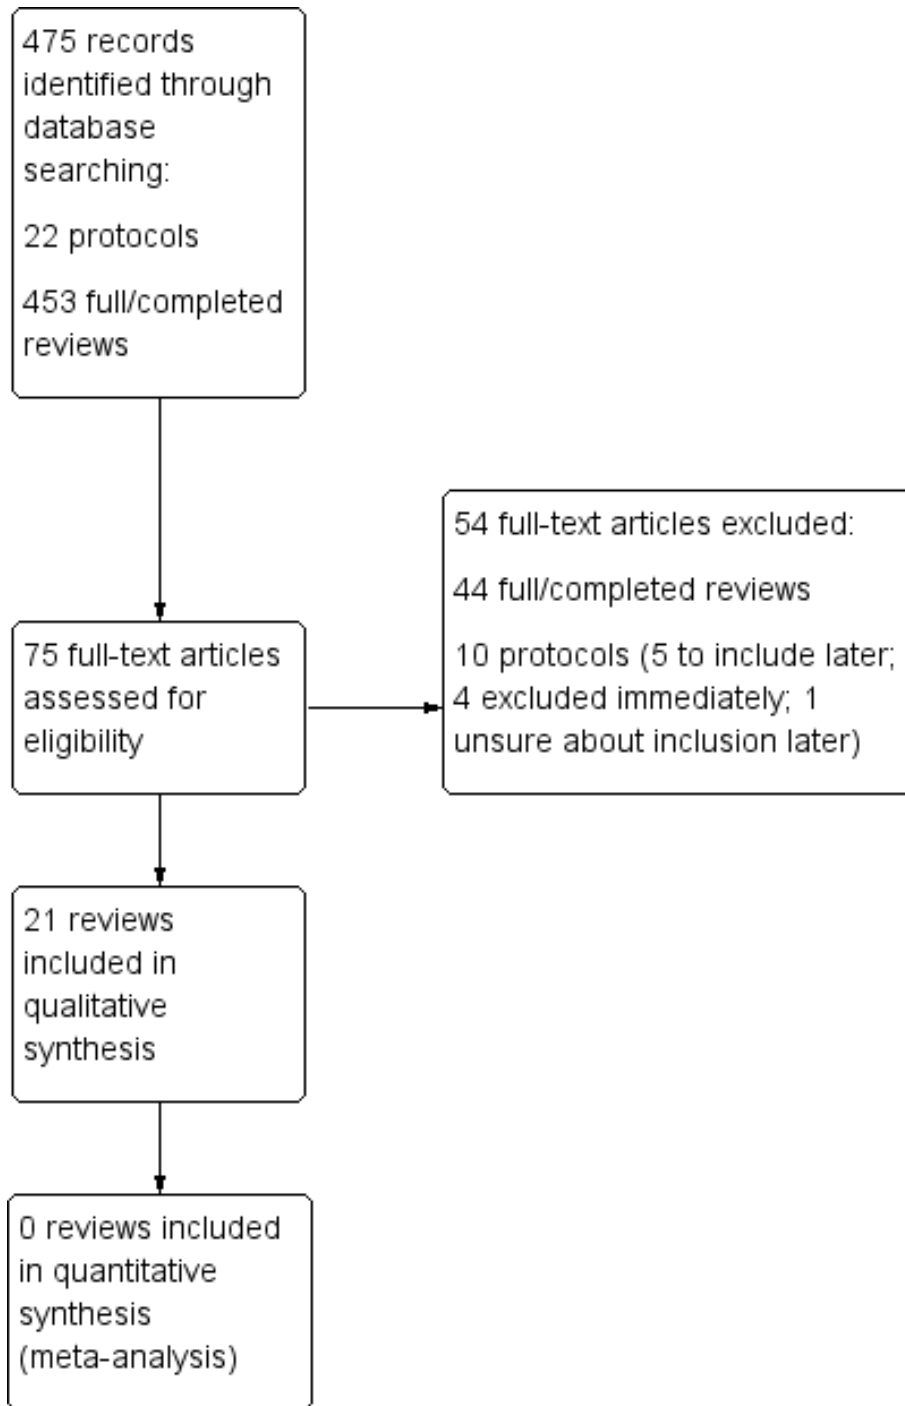 475 records
identified through
database
searching:
22 protocols
453 full/completed
reviews
54 full-text articles excluded:
44 full/completed reviews
10 protocols (5 to include later;
4 excluded immediately; 1
unsure about inclusion later)
75 full-text articles
assessed for
eligibility
21 reviews
included in
qualitative
synthesis
0 reviews included
in quantitative
synthesis
(meta-analysis)